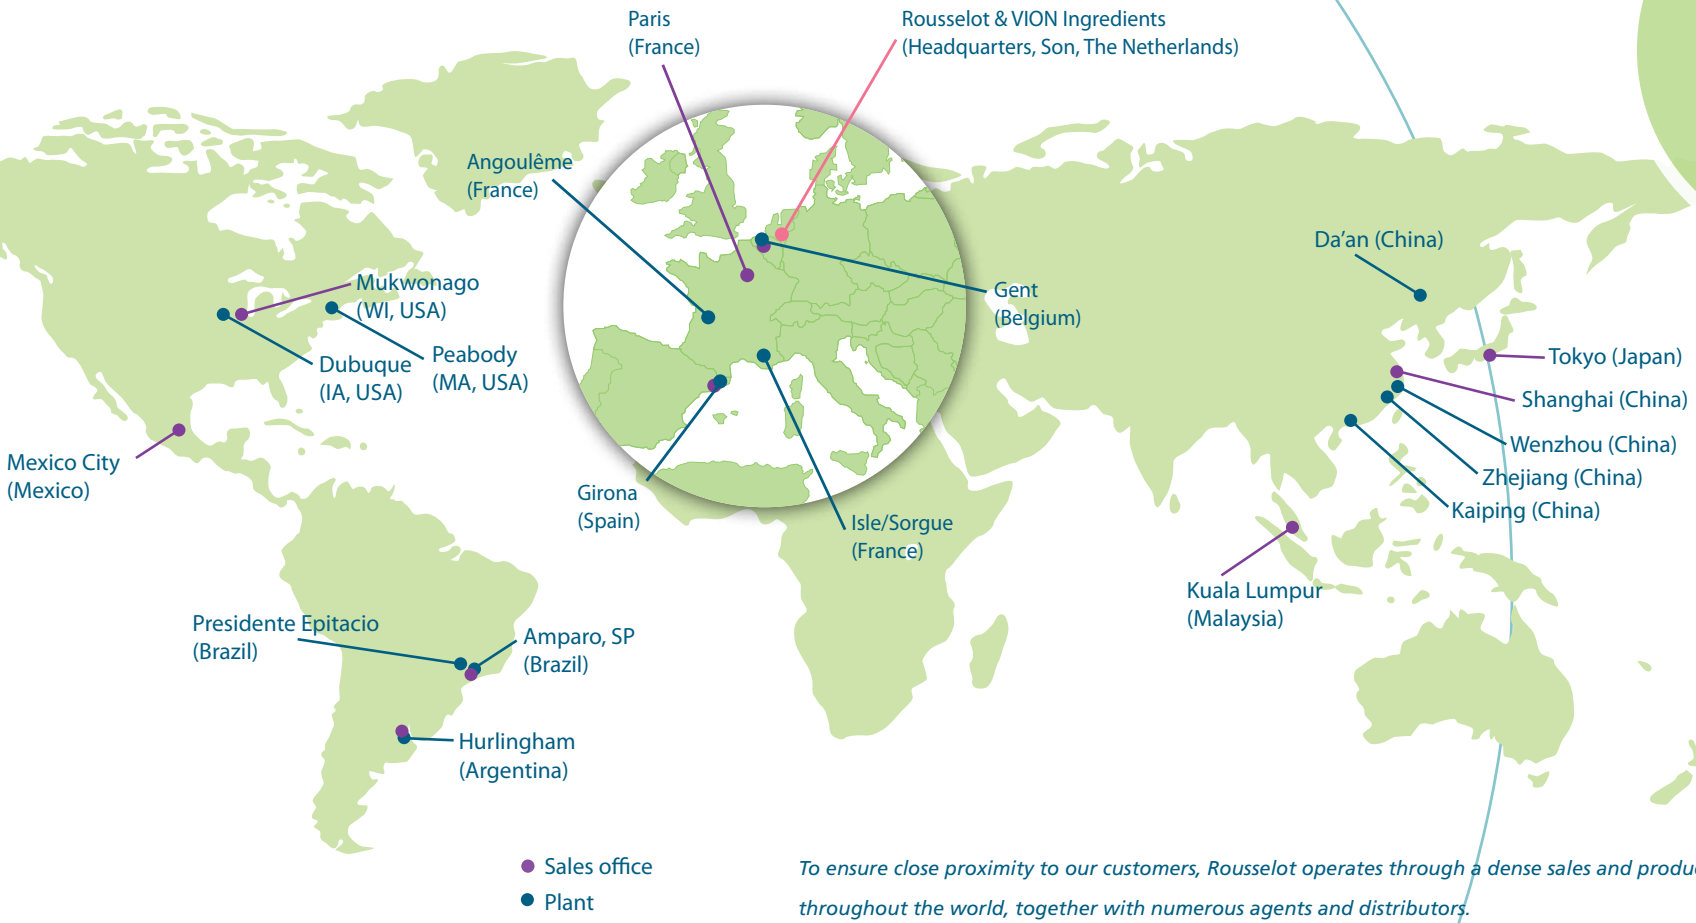 Paris
(France)
Rousselot & VION Ingredients
(Headquarters, Son, The Netherlands)
Angoulême
(France)
Da’an (China)
Mukwonago
(WI, USA)
Gent
(Belgium)
Dubuque
(IA, USA)
Peabody
(MA, USA)
Tokyo (Japan)
Shanghai (China)
Wenzhou (China)
Zhejiang (China)
Kaiping (China)
Mexico City
(Mexico)
Girona
(Spain)
Isle/Sorgue
(France)
Kuala Lumpur
(Malaysia)
Presidente Epitacio
(Brazil)
Amparo, SP
(Brazil)
Hurlingham
(Argentina)
Sales office
Plant
To ensure close proximity to our customers, Rousselot operates through a dense sales and produc
throughout the world, together with numerous agents and distributors.